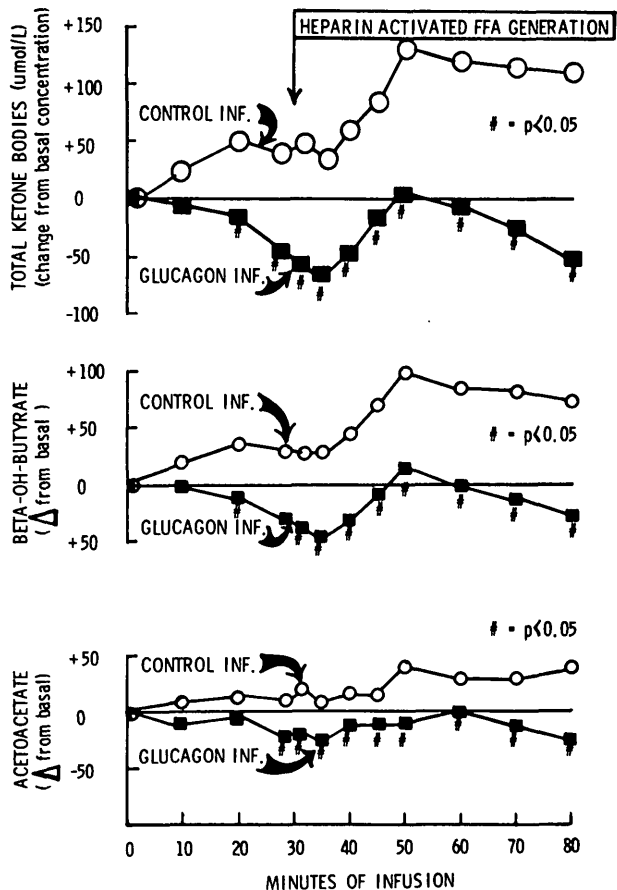 HEPARIN ACTIVATED FFA GENERATION
TOTAL KETONE BODIES (umol/L)
(change from basal concentration)
+150
+100
+50
0
-50
-100
CONTROL INF.
# = p<0.05
GLUCAGON INF.
# # # # # # # # # #
BETA-OH-BUTYRATE
(Δ from basal)
+100
+50
0
+50
CONTROL INF.
# = p<0.05
GLUCAGON INF.
# # # # # # # # #
ACETOACETATE
(Δ from basal)
+50
0
-50
# = p<0.05
CONTROL INF.
GLUCAGON INF.
# # # # # # # # #
0 10 20 30 40 50 60 70 80
MINUTES OF INFUSION